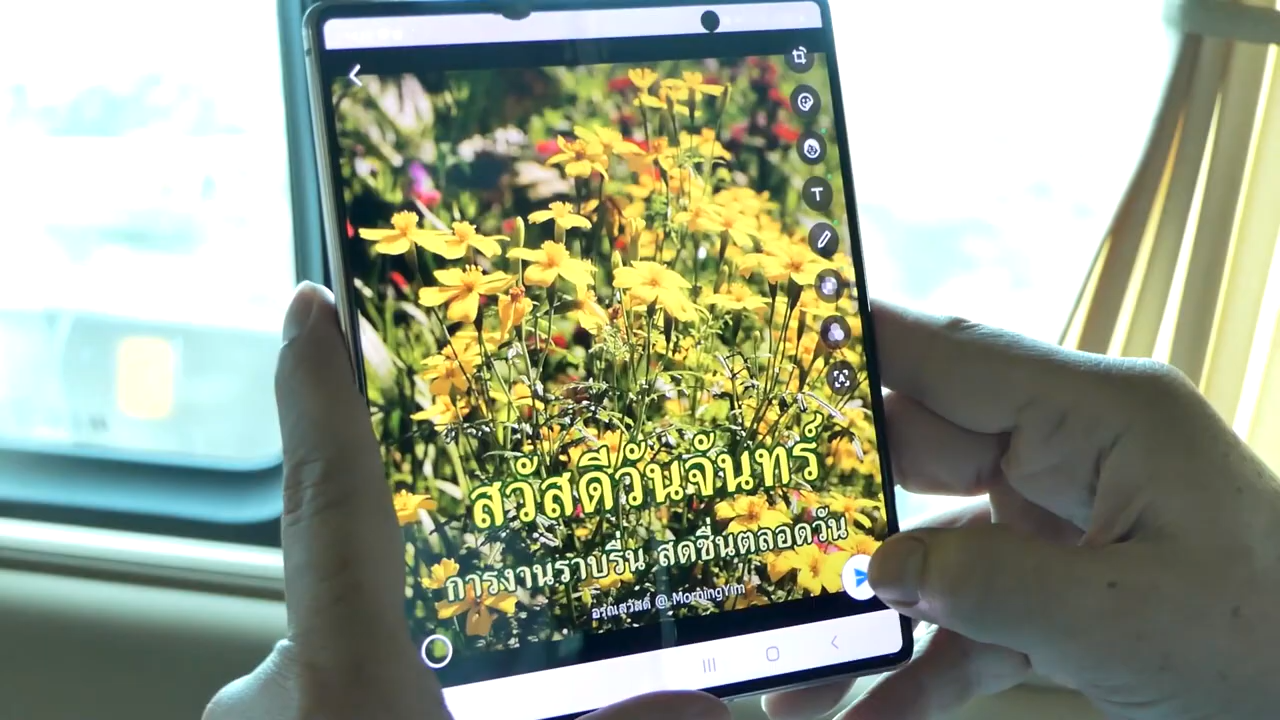 สวัสดีวันจันทร์
การงานราบรื่น สดชื่นตลอดวัน
อรุณสวัสดิ์ @ MorningYim